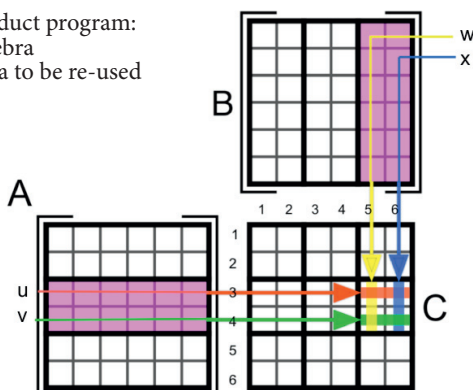 duct program:
ebra
a to be re-used
B
w
x
A
1 2 3 4 5 6
1
2
u
3
v
4
C
5
6